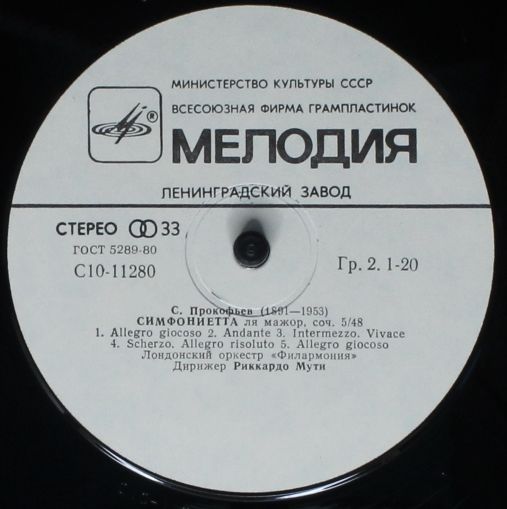 МИНИСТЕРСТВО КУЛЬТУРЫ СССР
ВСЕСОЮЗНАЯ ФИРМА ГРАМПЛАСТИНОК
®
МЕЛОДИЯ
ЛЕНИНГРАДСКИЙ ЗАВОД
СТЕРЕО 33
ГОСТ 5289-80
С10-11280
Гр. 2. 1-20
С. Прокофьев (1891—1953)
СИМФОНИЕТТА ля мажор, соч. 5/48
1. Allegro giocoso 2. Andante 3. Intermezzo. Vivace
4. Scherzo. Allegro risoluto 5. Allegro giocoso
Лондонский оркестр «Филармония»
Дирижер Риккардо Мути